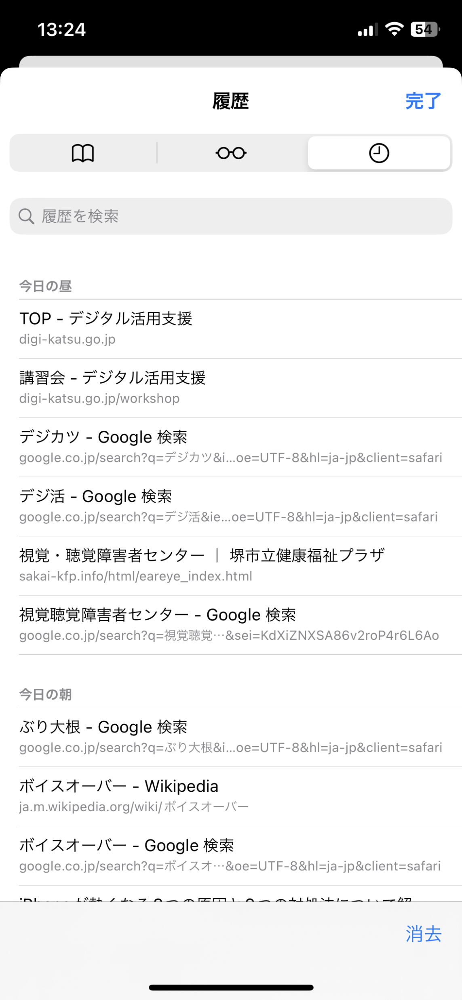 13:24
54
履歴
完了
履歴を検索
今日の昼
TOP - デジタル活用支援
digi-katsu.go.jp
講習会 - デジタル活用支援
digi-katsu.go.jp/workshop
デジカツ - Google 検索
google.co.jp/search?q=デジカツ&i...oe=UTF-8&hl=ja-jp&client=safari
デジ活 - Google 検索
google.co.jp/search?q=デジ活&ie...oe=UTF-8&hl=ja-jp&client=safari
視覚・聴覚障害者センター ｜ 堺市立健康福祉プラザ
sakai-kfp.info/html/eareye_index.html
視覚聴覚障害者センター - Google 検索
google.co.jp/search?q=視覚聴覚…&sei=KdXiZNXSA86v2roP4r6L6Ao
今日の朝
ぶり大根 - Google 検索
google.co.jp/search?q=ぶり大根&i...oe=UTF-8&hl=ja-jp&client=safari
ボイスオーバー - Wikipedia
ja.m.wikipedia.org/wiki/ボイスオーバー
ボイスオーバー - Google 検索
google.co.jp/search?q=ボイスオ…&oe=UTF-8&hl=ja-jp&client=safari
消去